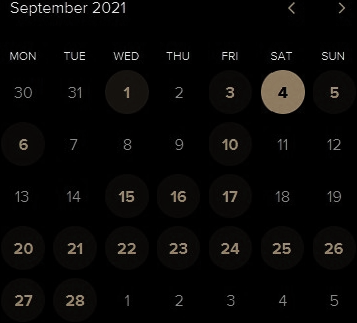 September 2021
MON TUE WED THU FRI SAT SUN
30 31 1 2 3 4 5
6 7 8 9 10 11 12
13 14 15 16 17 18 19
20 21 22 23 24 25 26
27 28 1 2 3 4 5